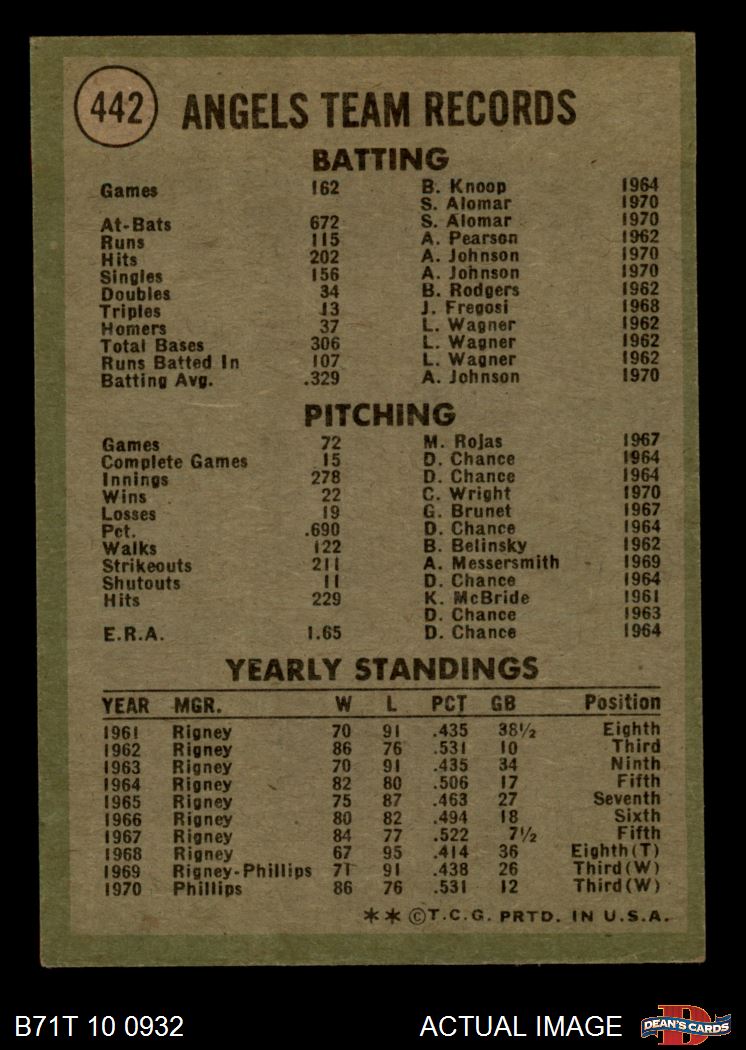 442 ANGELS TEAM RECORDS
BATTING
Games 162 B. Knoop 1964
S. Alomar 1970
At-Bats 672 S. Alomar 1970
Runs 115 A. Pearson 1962
Hits 202 A. Johnson 1970
Singles 156 A. Johnson 1970
Doubles 34 B. Rodgers 1962
Triples 13 J. Fregosi 1968
Homers 37 L. Wagner 1962
Total Bases 306 L. Wagner 1962
Runs Batted In 107 L. Wagner 1962
Batting Avg. .329 A. Johnson 1970
PITCHING
Games 72 M. Rojas 1967
Complete Games 15 D. Chance 1964
Innings 278 D. Chance 1964
Wins 22 C. Wright 1970
Losses 19 G. Brunet 1967
Pct. .690 D. Chance 1964
Walks 122 B. Belinsky 1962
Strikeouts 211 A. Messersmith 1969
Shutouts 11 D. Chance 1964
Hits 229 K. McBride 1961
D. Chance 1963
E.R.A. 1.65 D. Chance 1964
YEARLY STANDINGS
YEAR MGR. W L PCT GB Position
1961 Rigney 70 91 .435 38½ Eighth
1962 Rigney 86 76 .531 10 Third
1963 Rigney 70 91 .435 34 Ninth
1964 Rigney 82 80 .506 17 Fifth
1965 Rigney 75 87 .463 27 Seventh
1966 Rigney 80 82 .494 18 Sixth
1967 Rigney 84 77 .522 7½ Fifth
1968 Rigney 67 95 .414 36 Eighth(T)
1969 Rigney-Phillips 71 91 .438 26 Third(W)
1970 Phillips 86 76 .531 12 Third(W)
** ©T.C.G. PRTD. IN U.S.A.
B71T 10 0932 ACTUAL IMAGE D DEAN'S CARDS